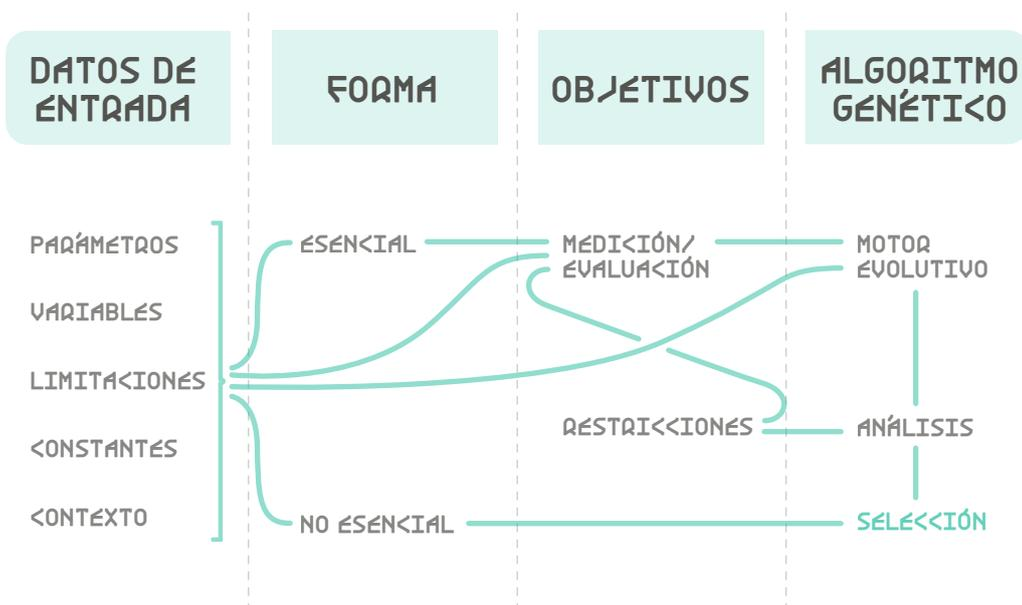 DATOS DE
ENTRADA
FORMA
OBJETIVOS
ALGORITMO
GENÉTICO
PARÁMETROS
VARIABLES
LIMITACIONES
CONSTANTES
CONTEXTO
ESENCIAL
NO ESENCIAL
MEDICIÓN/
EVALUACIÓN
RESTRICCIONES
MOTOR
EVOLUTIVO
ANÁLISIS
SELECCIÓN